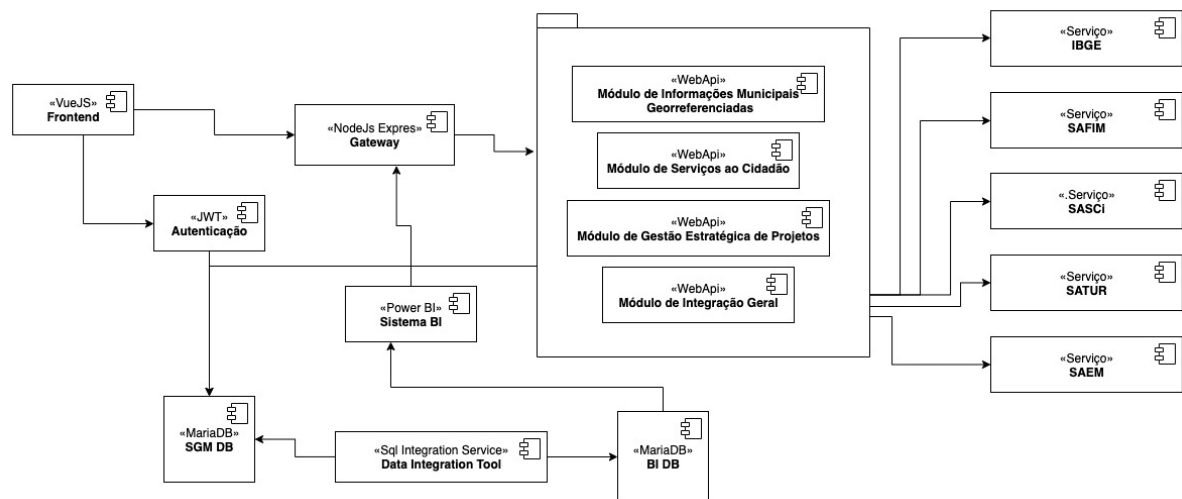 «VueJS»
Frontend
«NodeJs Expres»
Gateway
«JWT»
Autenticação
«Power BI»
Sistema BI
«MariaDB»
SGM DB
«Sql Integration Service»
Data Integration Tool
«MariaDB»
BI DB
«WebApi»
Módulo de Informações Municipais
Georreferenciadas
«WebApi»
Módulo de Serviços ao Cidadão
«WebApi»
Módulo de Gestão Estratégica de Projetos
«WebApi»
Módulo de Integração Geral
«Serviço»
IBGE
«Serviço»
SAFIM
«.Serviço»
SASCi
«Serviço»
SATUR
«Serviço»
SAEM